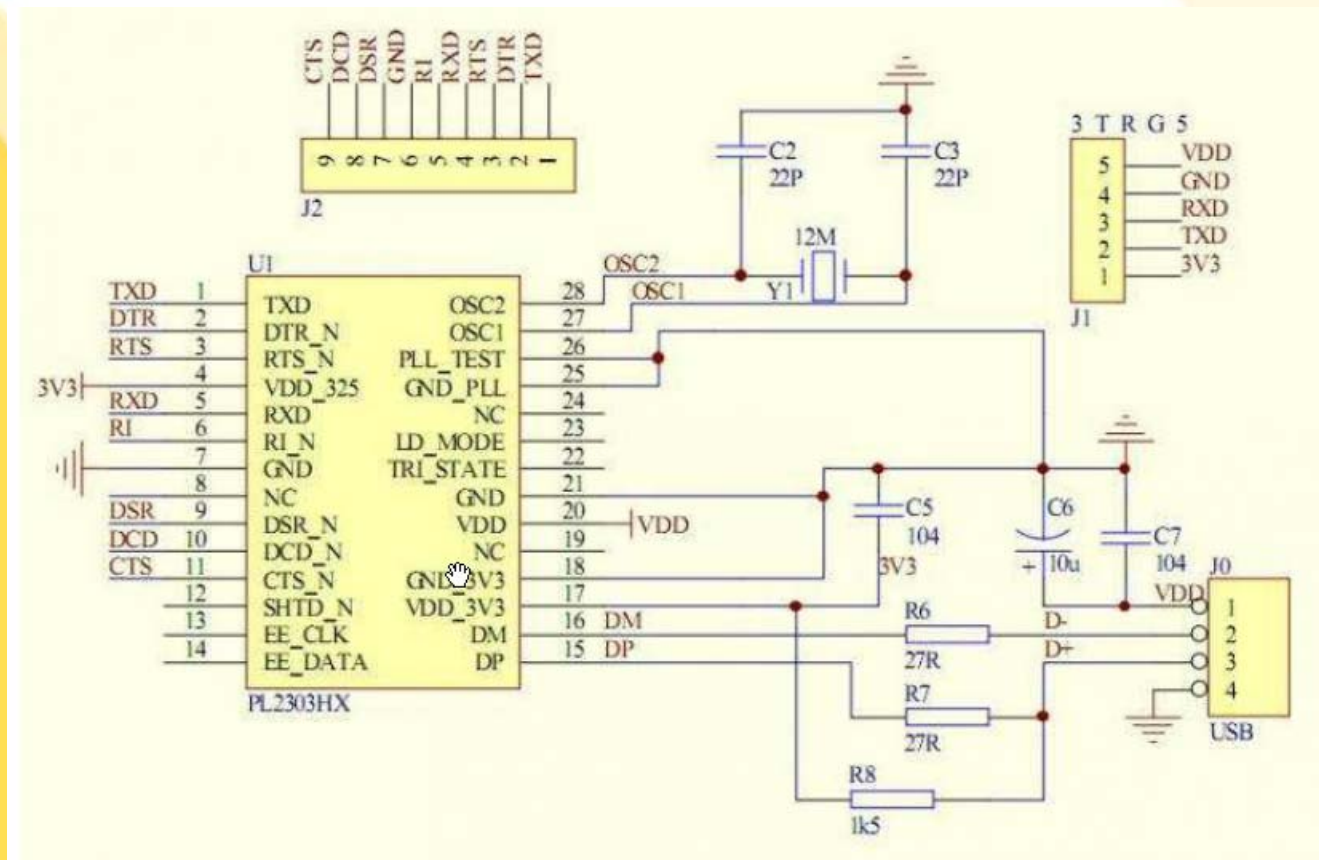 CTS
DCD
DSR
GND
RI
RXD
RTS
DTR
TXD
9 8 7 6 5 4 3 2 1
J2
C2
22P
C3
22P
12M
Y1
3 T R G 5
5 VDD
4 GND
3 RXD
2 TXD
1 3V3
J1
U1
TXD 1 TXD
DTR 2 DTR_N
RTS 3 RTS_N
3V3 4 VDD_325
RXD 5 RXD
RI 6 RI_N
7 GND
8 NC
DSR 9 DSR_N
DCD 10 DCD_N
CTS 11 CTS_N
12 SHTD_N
13 EE_CLK
14 EE_DATA
OSC2 28 OSC2
OSC1 27 OSC1
PLL_TEST 26
GND_PLL 25
NC 24
LD_MODE 23
TRI_STATE 22
GND 21
VDD 20 VDD
NC 19
GND_3V3 18
VDD_3V3 17
DM 16 DM
DP 15 DP
PL2303HX
C5
104
3V3
C6
+ 10u
C7
104
R6
27R
R7
27R
R8
1k5
VDD
D-
D+
J0
1
2
3
4
USB